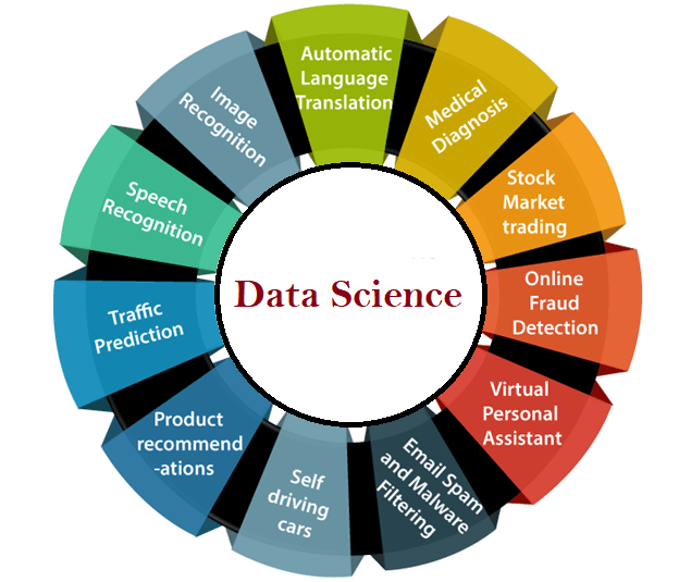 Automatic
Language
Translation
Medical
Diagnosis
Stock
Market
trading
Online
Fraud
Detection
Virtual
Personal
Assistant
Email Spam
and Malware
Filtering
Self
driving
cars
Product
recommend
-ations
Traffic
Prediction
Speech
Recognition
Image
Recognition
Data Science